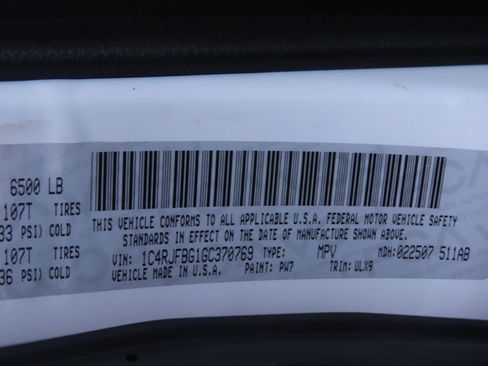 6500 LB
107T TIRES
33 PSI) COLD
107T TIRES
36 PSI) COLD
THIS VEHICLE CONFORMS TO ALL APPLICABLE U.S.A. FEDERAL MOTOR VEHICLE SAFETY
STANDARDS IN EFFECT ON THE DATE OF MANUFACTURE SHOWN ABOVE.
VIN: 1C4RJFBG1GC370769 TYPE: MPV MDH: 022507 511AB
VEHICLE MADE IN U.S.A. PAINT: PW7 TRIM: ULX9